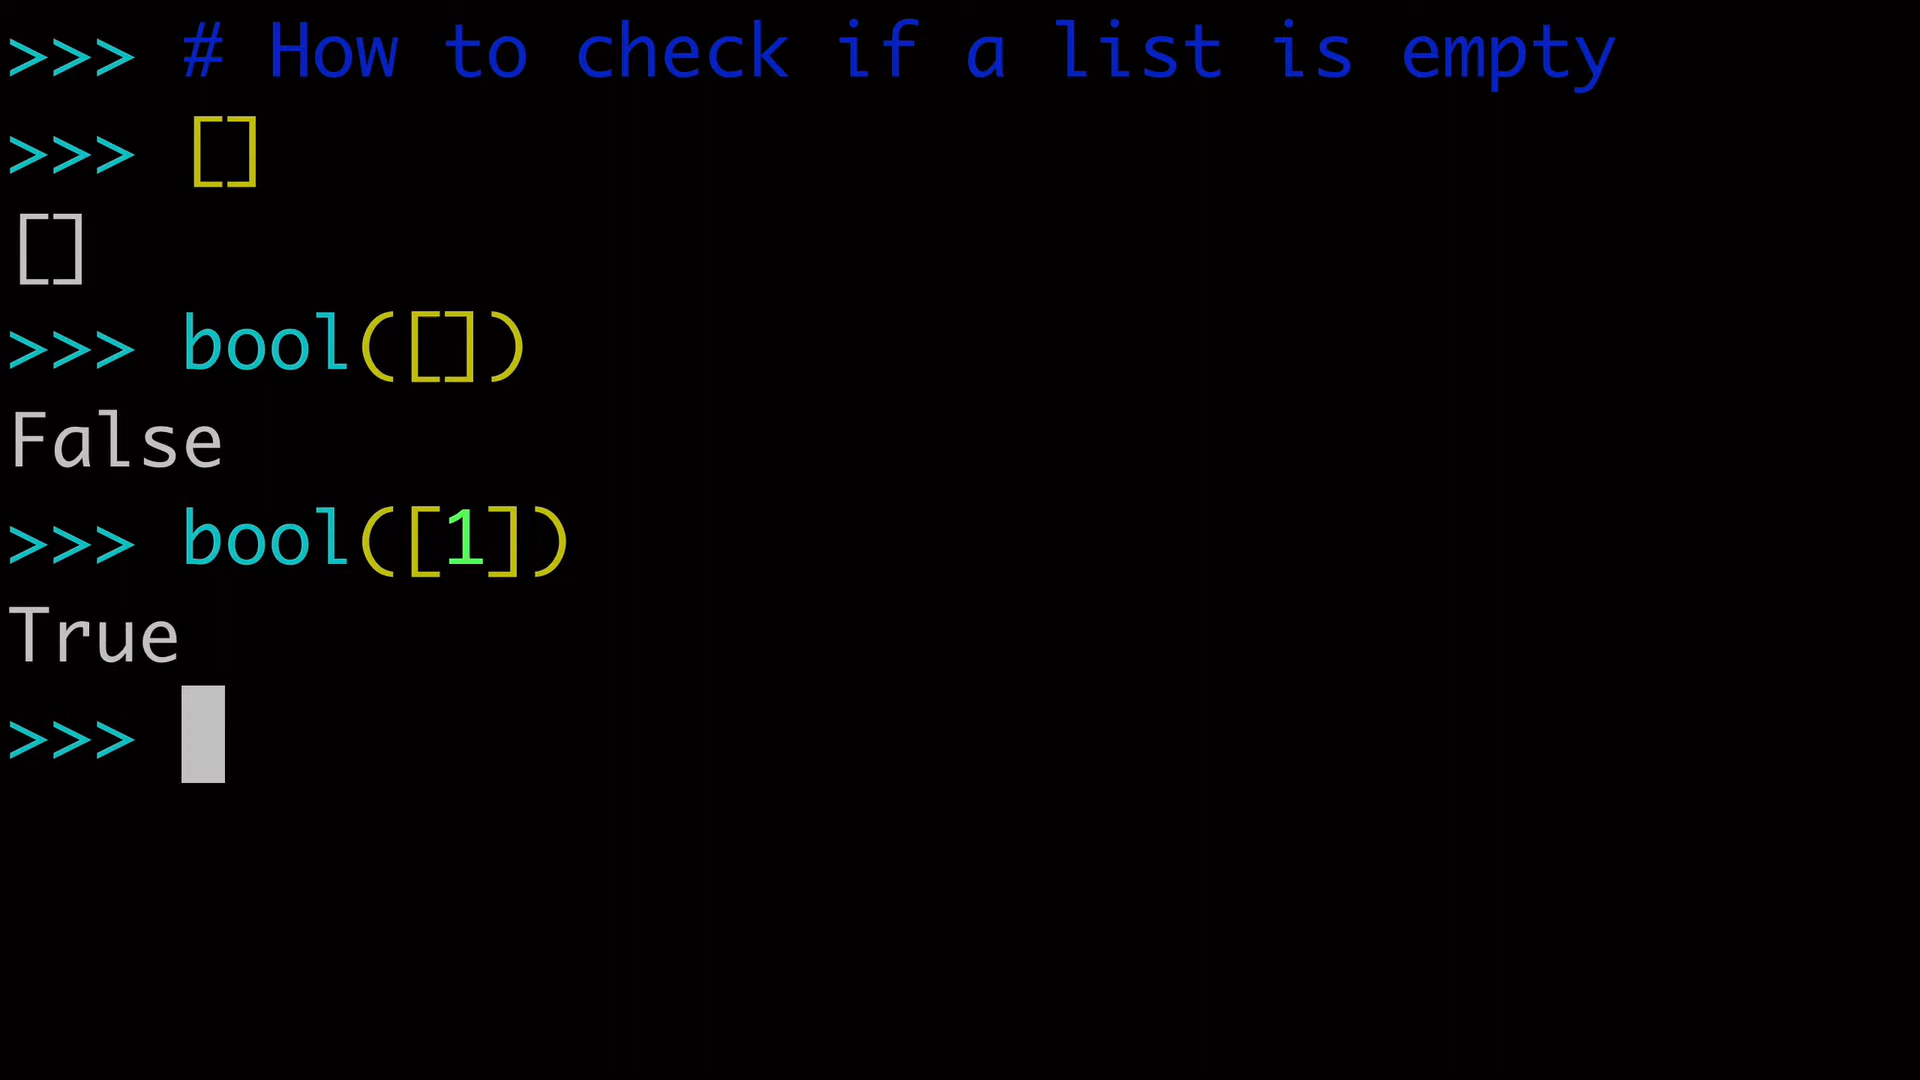 >>> # How to check if a list is empty
>>> []
[]
>>> bool([])
False
>>> bool([1])
True
>>>